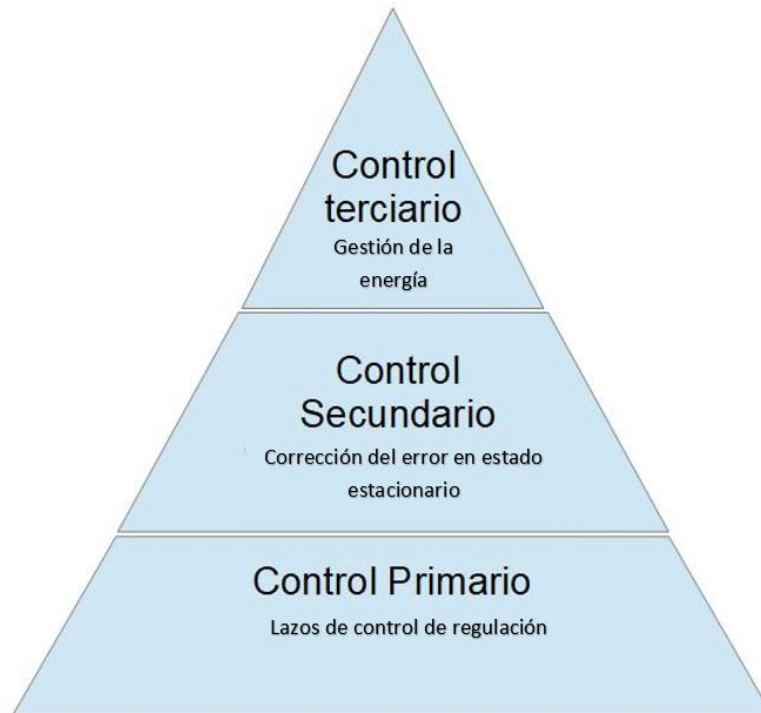 Control
terciario
Gestión de la
energía
Control
Secundario
Corrección del error en estado
estacionario
Control Primario
Lazos de control de regulación